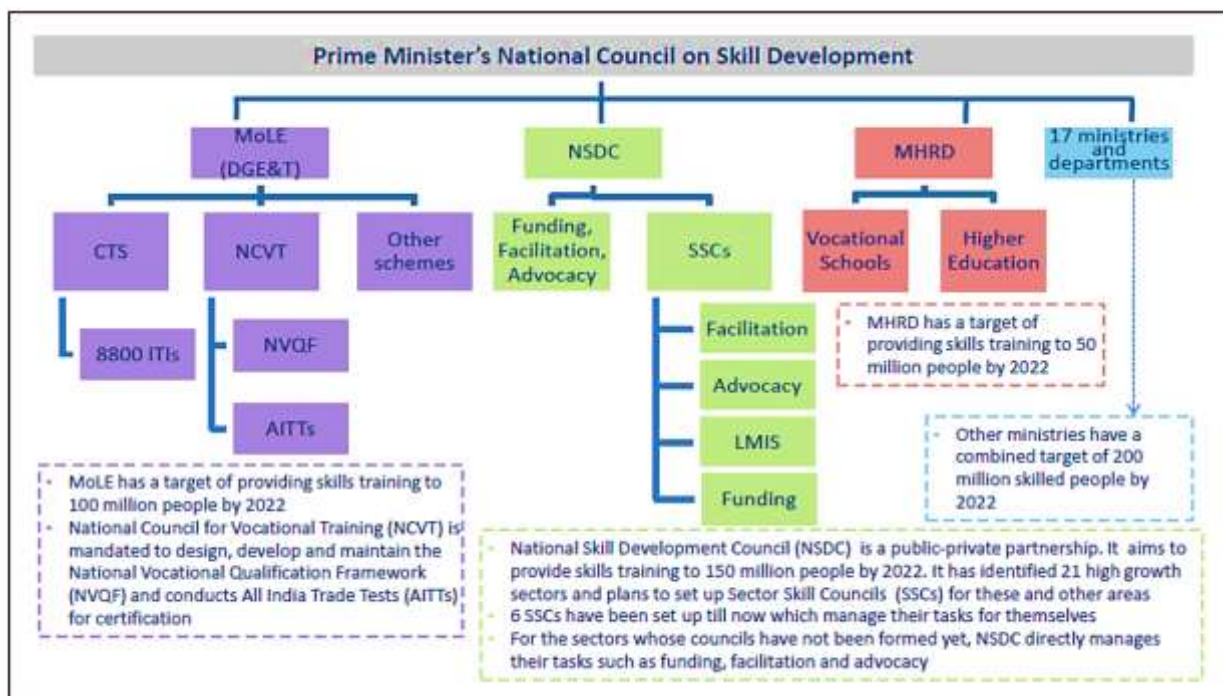 Prime Minister's National Council on Skill Development
MoLE
(DGE&T)
NSDC
MHRD
17 ministries
and
departments
CTS
NCVT
Other
schemes
Funding,
Facilitation,
Advocacy
SSCs
Vocational
Schools
Higher
Education
8800 ITIs
NVQF
AITTs
Facilitation
Advocacy
LMIS
Funding
- MHRD has a target of
providing skills training to 50
million people by 2022
- Other ministries have a
combined target of 200
million skilled people by
2022
- MoLE has a target of providing skills training to
100 million people by 2022
- National Council for Vocational Training (NCVT) is
mandated to design, develop and maintain the
National Vocational Qualification Framework
(NVQF) and conducts All India Trade Tests (AITTs)
for certification
- National Skill Development Council (NSDC) is a public-private partnership. It aims to
provide skills training to 150 million people by 2022. It has identified 21 high growth
sectors and plans to set up Sector Skill Councils (SSCs) for these and other areas
- 6 SSCs have been set up till now which manage their tasks for themselves
- For the sectors whose councils have not been formed yet, NSDC directly manages
their tasks such as funding, facilitation and advocacy